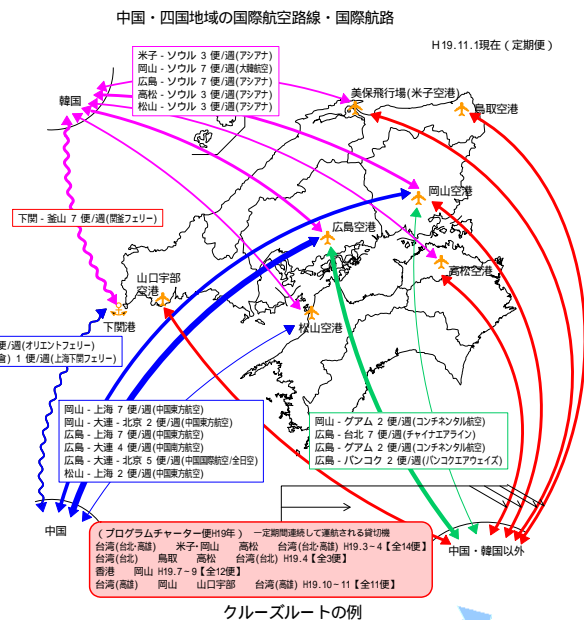 中国・四国地域の国際航空路線・国際航路
H19.11.1現在（定期便）
米子 - ソウル 3 便/週(アシアナ)
岡山 - ソウル 7 便/週(大韓航空)
広島 - ソウル 7 便/週(アシアナ)
高松 - ソウル 3 便/週(アシアナ)
松山 - ソウル 3 便/週(アシアナ)
韓国
美保飛行場(米子空港)
鳥取空港
岡山空港
下関 - 釜山 7 便/週(関釜フェリー)
広島空港
高松空港
山口宇部
空港
下関港
松山空港
便/週(オリエントフェリー)
倉) 1 便/週(上海下関フェリー)
岡山 - 上海 7 便/週(中国東方航空)
岡山 - 大連 - 北京 2 便/週(中国東方航空)
広島 - 上海 7 便/週(中国東方航空)
広島 - 大連 4 便/週(中国南方航空)
広島 - 大連 - 北京 5 便/週(中国国際航空/全日空)
松山 - 上海 2 便/週(中国東方航空)
岡山 - グアム 2 便/週(コンチネンタル航空)
広島 - 台北 7 便/週(チャイナエアライン)
広島 - グアム 2 便/週(コンチネンタル航空)
広島 - バンコク 2 便/週(バンコクエアウェイズ)
中国
中国・韓国以外
(プログラムチャーター便H19年) 一定期間連続して運航される貸切機
台湾(台北・高雄) 米子・岡山 高松 台湾(台北・高雄) H19.3~4【全14便】
台湾(台北) 鳥取 高松 台湾(台北) H19.4【全3便】
香港 岡山 H19.7~9【全12便】
台湾(高雄) 岡山 山口宇部 台湾(高雄) H19.10~11【全11便】
クルーズルートの例